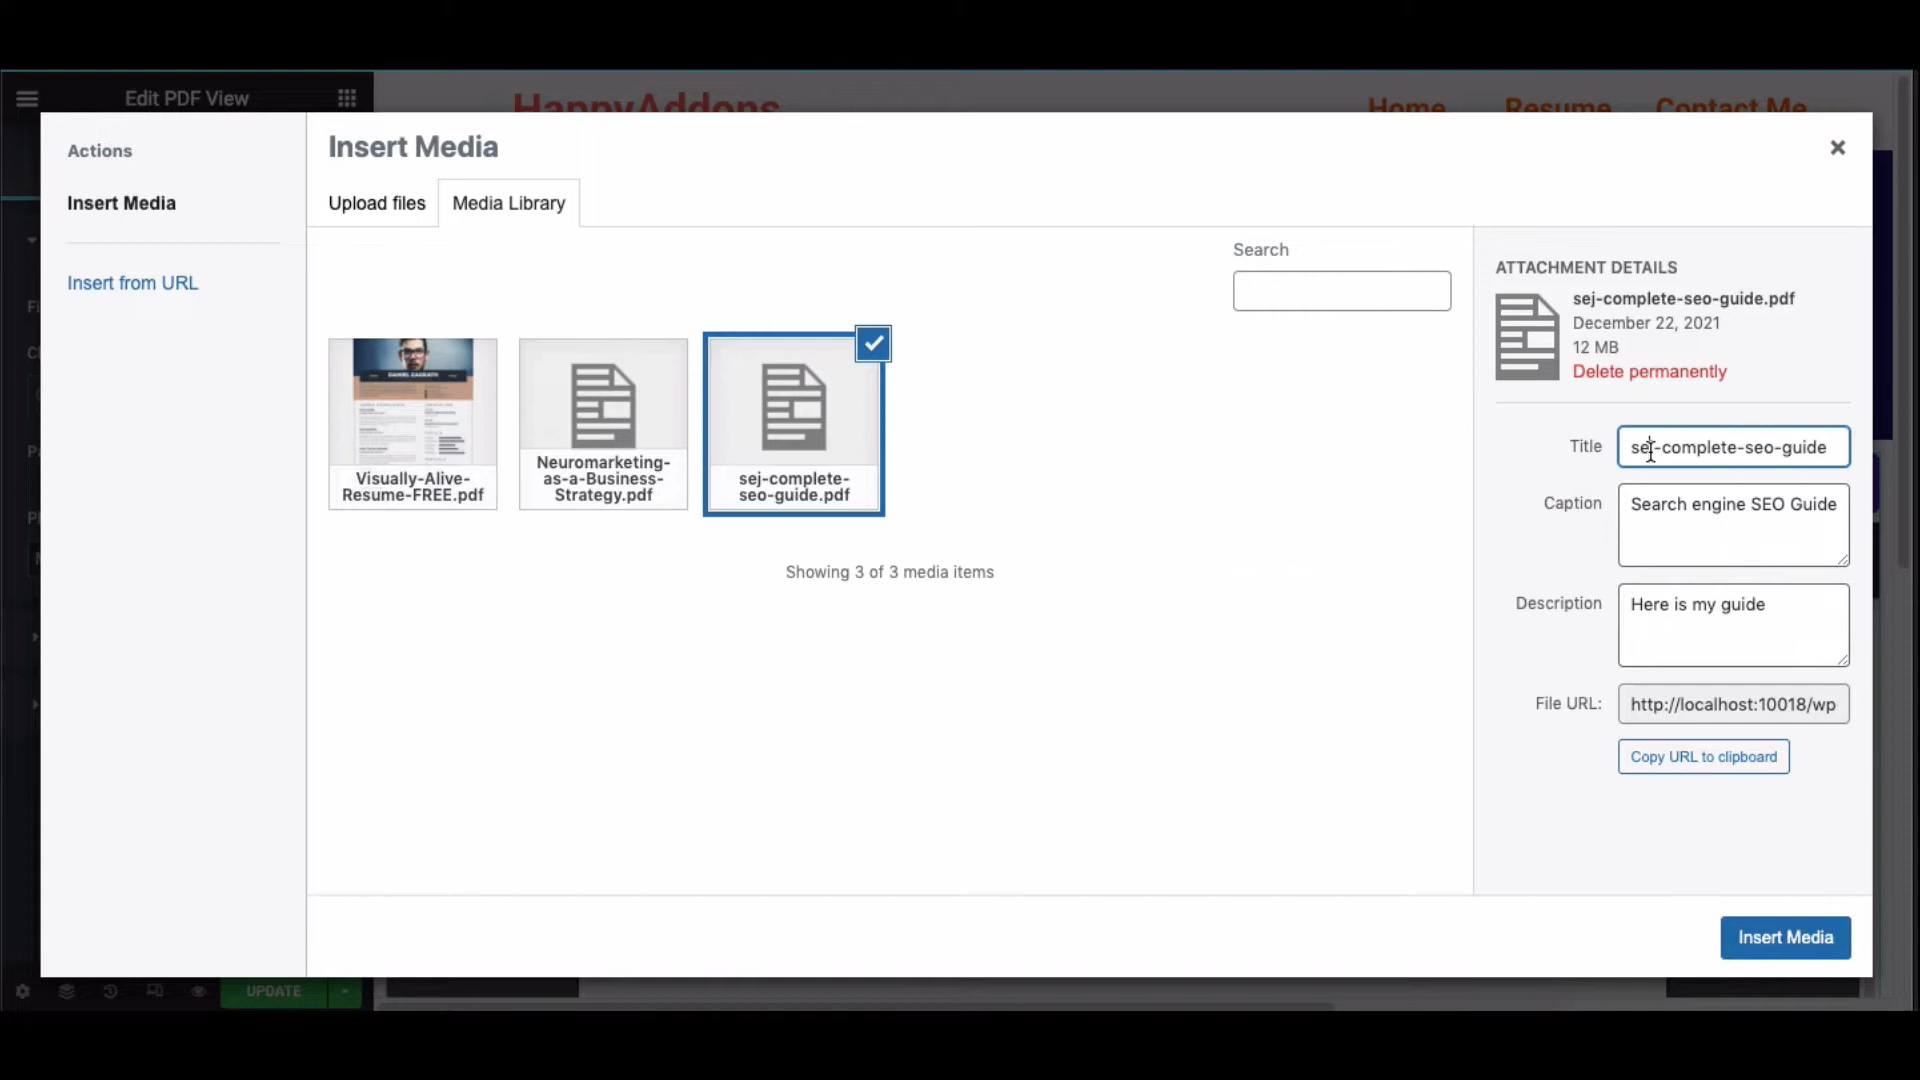 Edit PDF View
HappyAddons
Home
Resume
Contact Me
Actions
Insert Media
Insert from URL
Insert Media
Upload files
Media Library
Search
Visually-Alive-
Resume-FREE.pdf
Neuromarketing-
as-a-Business-
Strategy.pdf
sej-complete-
seo-guide.pdf
Showing 3 of 3 media items
ATTACHMENT DETAILS
sej-complete-seo-guide.pdf
December 22, 2021
12 MB
Delete permanently
Title
sej-complete-seo-guide
Caption
Search engine SEO Guide
Description
Here is my guide
File URL:
http://localhost:10018/wp
Copy URL to clipboard
Insert Media
UPDATE